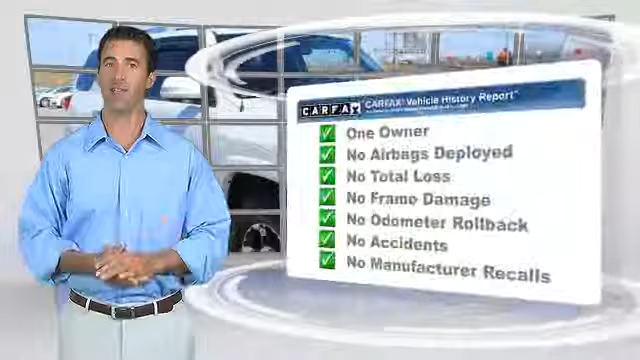 CARFAX CARFAX Vehicle History Report™
One Owner
No Airbags Deployed
No Total Loss
No Frame Damage
No Odometer Rollback
No Accidents
No Manufacturer Recalls